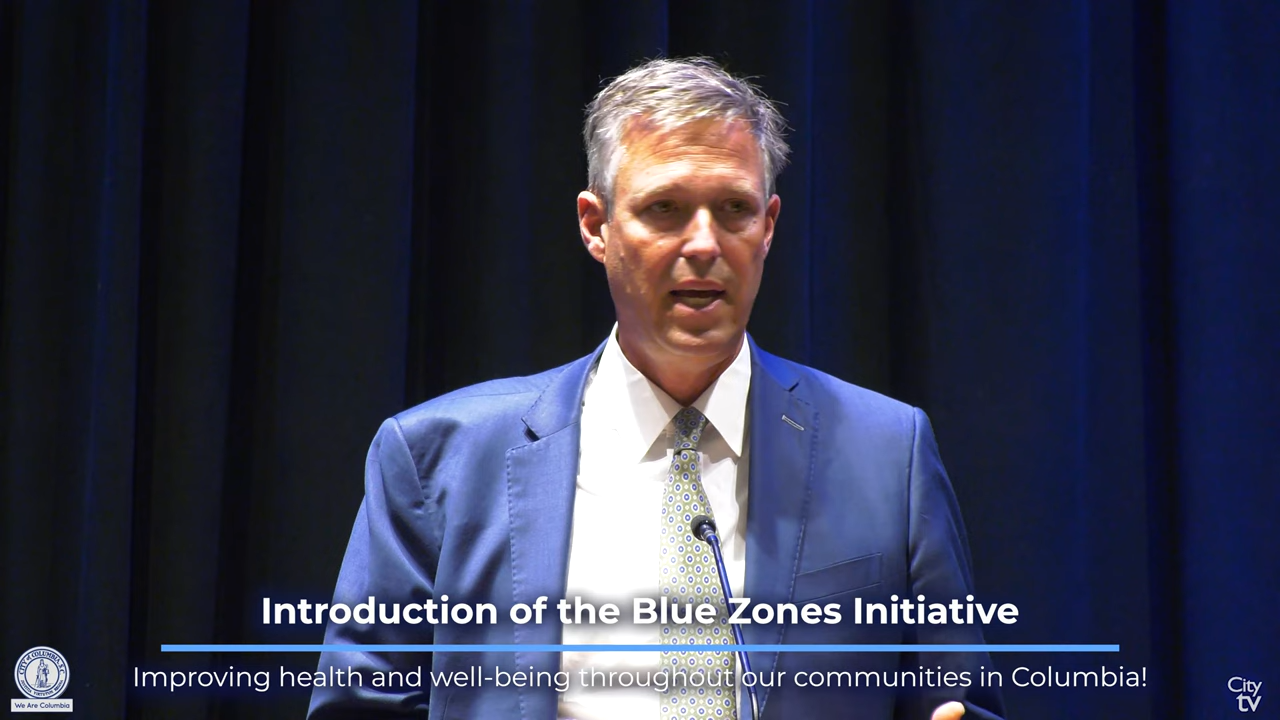 Introduction of the Blue Zones Initiative
Improving health and well-being throughout our communities in Columbia!
We Are Columbia
City
tv